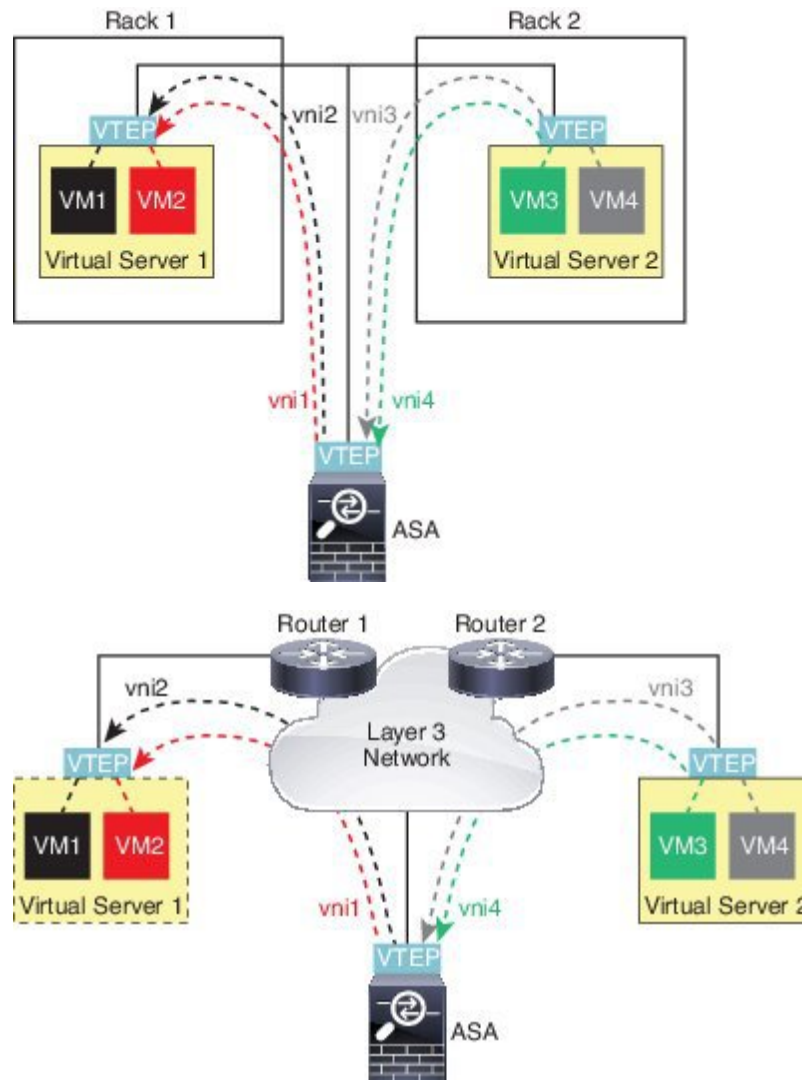 Rack 1
Rack 2
vni2
vni3
VTEP
VTEP
VM1
VM2
VM3
VM4
Virtual Server 1
Virtual Server 2
vni1
vni4
VTEP
ASA
Router 1
Router 2
vni2
vni3
Layer 3
Network
VTEP
VTEP
VM1
VM2
VM3
VM4
Virtual Server 1
Virtual Server 2
vni1
vni4
VTEP
ASA